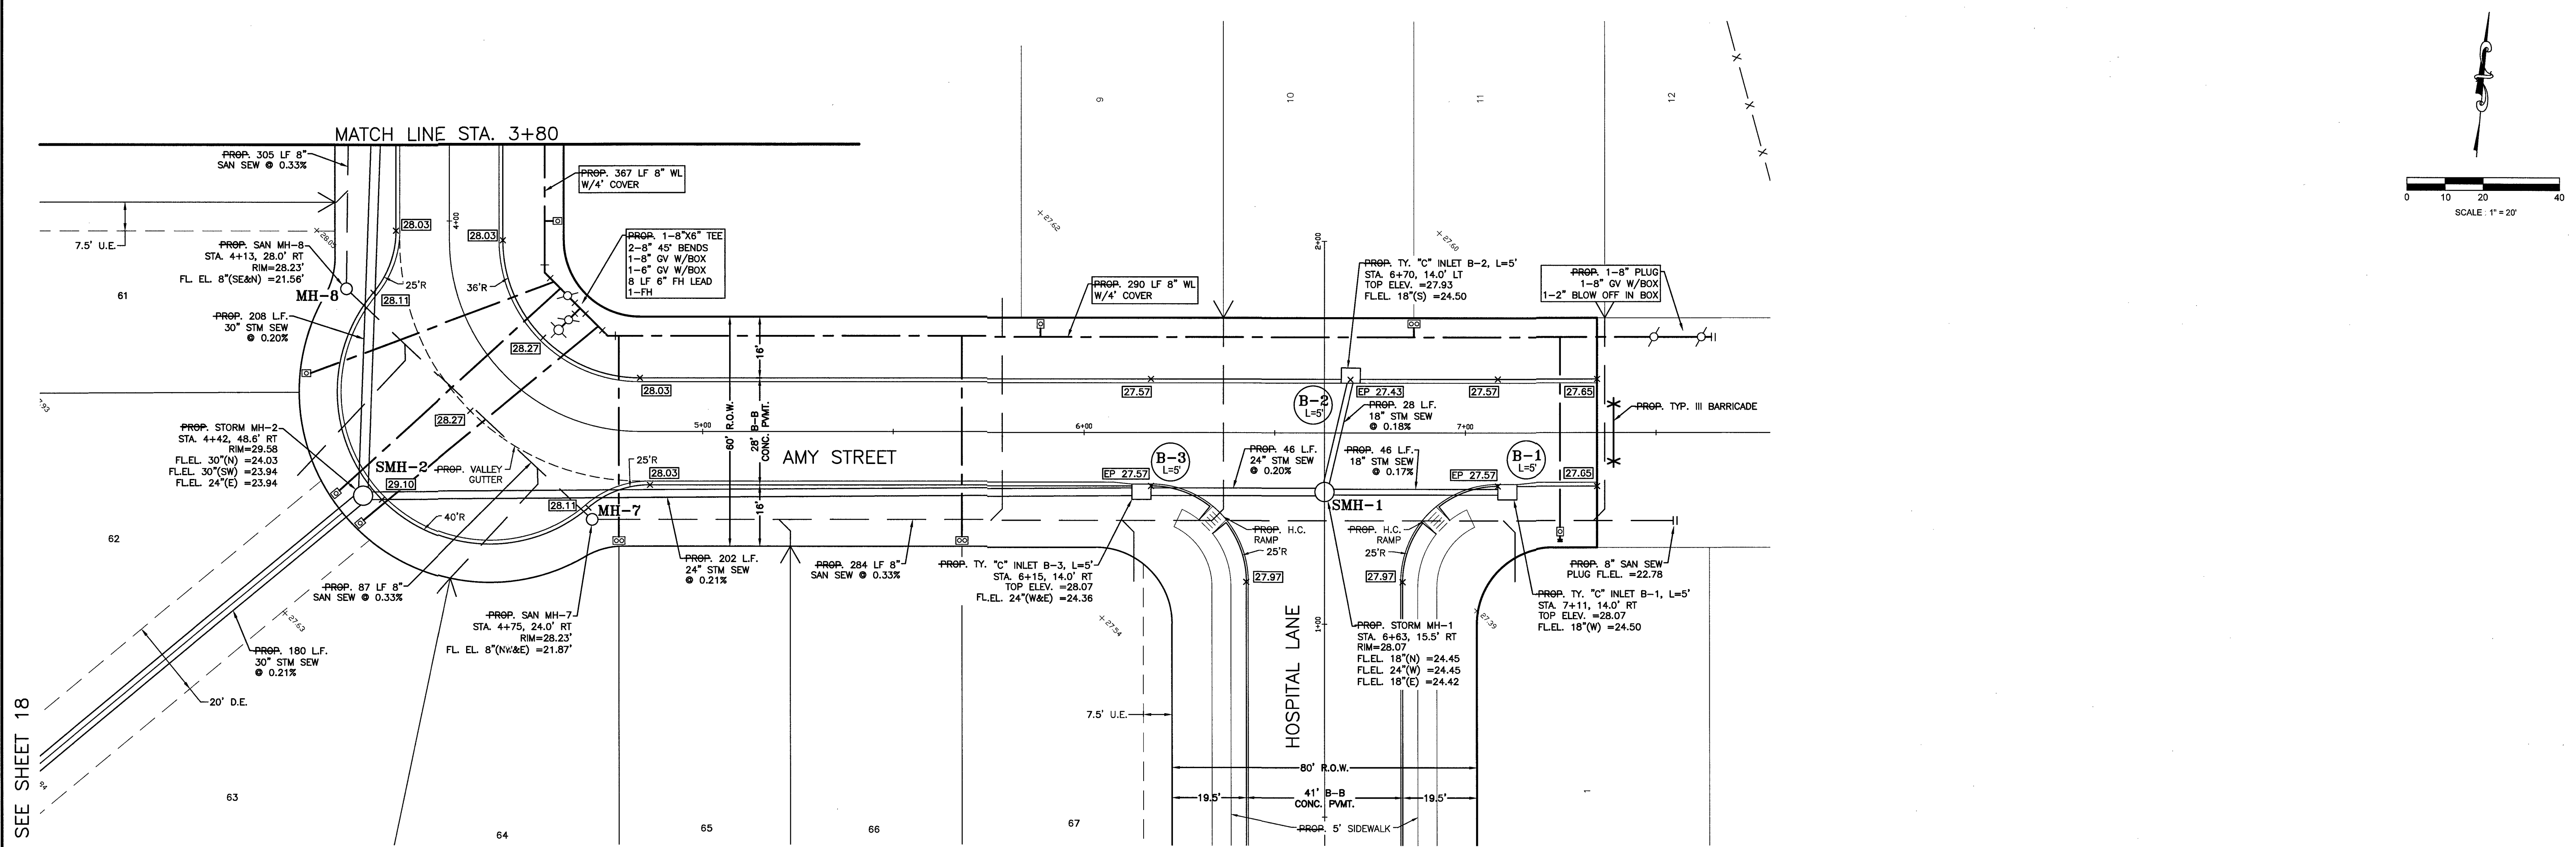 MATCH LINE STA. 3+80
PROP. 305 LF 8"
SAN SEW @ 0.33%
PROP. 367 LF 8" WL
W/4' COVER
7.5' U.E.
28.05
28.03
4+00
28.03
PROP. SAN MH-8
STA. 4+13, 28.0' RT
RIM=28.23'
FL. EL. 8"(SE&N) =21.56'
MH-8
25'R
28.11
36'R
PROP. 1-8"X6" TEE
2-8" 45° BENDS
1-8" GV W/BOX
1-6" GV W/BOX
8 LF 6" FH LEAD
1-FH
61
PROP. 208 L.F.
30" STM SEW
@ 0.20%
28.27
28.03
9
10
11
12
27.62
27.60
2+00
PROP. 290 LF 8" WL
W/4' COVER
PROP. TY. "C" INLET B-2, L=5'
STA. 6+70, 14.0' LT
TOP ELEV. =27.93
FL.EL. 18"(S) =24.50
PROP. 1-8" PLUG
1-8" GV W/BOX
1-2" BLOW OFF IN BOX
0 10 20 40
SCALE : 1" = 20'
16'
60' R.O.W.
28' B-B
CONC. PVMT.
16'
27.57
B-2
L=5'
EP 27.43
27.57
27.65
PROP. 28 L.F.
18" STM SEW
@ 0.18%
PROP. TYP. III BARRICADE
27.93
28.27
5+00
6+00
7+00
PROP. STORM MH-2
STA. 4+42, 48.6' RT
RIM=29.58
FL.EL. 30"(N) =24.03
FL.EL. 30"(SW) =23.94
FL.EL. 24"(E) =23.94
SMH-2
29.10
PROP. VALLEY
GUTTER
25'R
28.03
AMY STREET
EP 27.57
B-3
L=5'
PROP. 46 L.F.
24" STM SEW
@ 0.20%
PROP. 46 L.F.
18" STM SEW
@ 0.17%
EP 27.57
B-1
L=5'
27.65
SMH-1
40'R
28.11
MH-7
62
PROP. H.C.
RAMP
25'R
PROP. H.C.
RAMP
25'R
PROP. 202 L.F.
24" STM SEW
@ 0.21%
PROP. 284 LF 8"
SAN SEW @ 0.33%
PROP. TY. "C" INLET B-3, L=5'
STA. 6+15, 14.0' RT
TOP ELEV. =28.07
FL.EL. 24"(W&E) =24.36
27.97
27.97
PROP. 8" SAN SEW
PLUG FL.EL. =22.78
PROP. TY. "C" INLET B-1, L=5'
STA. 7+11, 14.0' RT
TOP ELEV. =28.07
FL.EL. 18"(W) =24.50
PROP. 87 LF 8"
SAN SEW @ 0.33%
27.63
PROP. SAN MH-7
STA. 4+75, 24.0' RT
RIM=28.23'
FL. EL. 8"(NW&E) =21.87'
27.54
1+00
27.39
PROP. STORM MH-1
STA. 6+63, 15.5' RT
RIM=28.07
FL.EL. 18"(N) =24.45
FL.EL. 24"(W) =24.45
FL.EL. 18"(E) =24.42
PROP. 180 L.F.
30" STM SEW
@ 0.21%
20' D.E.
HOSPITAL LANE
7.5' U.E.
80' R.O.W.
19.5'
41' B-B
CONC. PVMT.
19.5'
PROP. 5' SIDEWALK
SEE SHEET 18
63
64
65
66
67
1